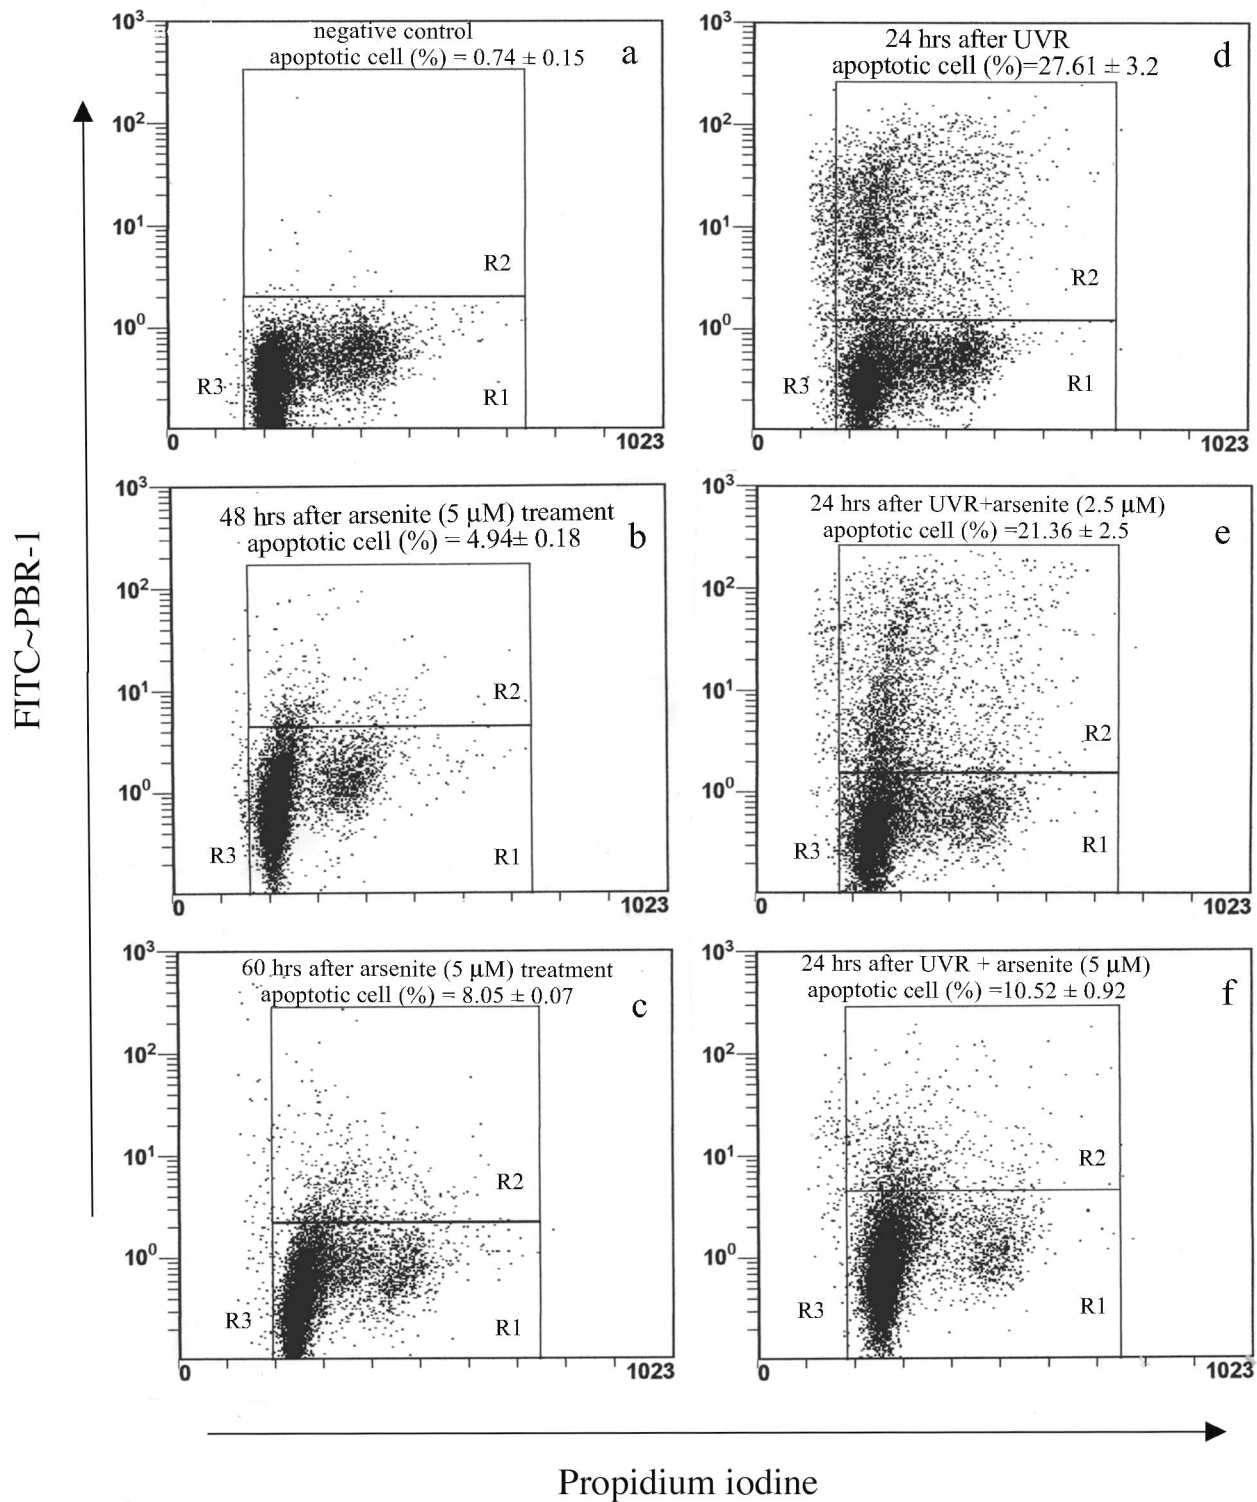 FITC~PBR-1
10³
10²
10¹
10⁰
negative control
apoptotic cell (%) = 0.74 ± 0.15
a
R2
R3
R1
0
1023
10³
10²
10¹
10⁰
24 hrs after UVR
apoptotic cell (%)=27.61 ± 3.2
d
R2
R3
R1
0
1023
10³
10²
10¹
10⁰
48 hrs after arsenite (5 μM) treament
apoptotic cell (%) = 4.94± 0.18
b
R2
R3
R1
0
1023
10³
10²
10¹
10⁰
24 hrs after UVR+arsenite (2.5 μM)
apoptotic cell (%) =21.36 ± 2.5
e
R2
R3
R1
0
1023
10³
10²
10¹
10⁰
60 hrs after arsenite (5 μM) treatment
apoptotic cell (%) = 8.05 ± 0.07
c
R2
R3
R1
0
1023
10³
10²
10¹
10⁰
24 hrs after UVR + arsenite (5 μM)
apoptotic cell (%) =10.52 ± 0.92
f
R2
R3
R1
0
1023
Propidium iodine